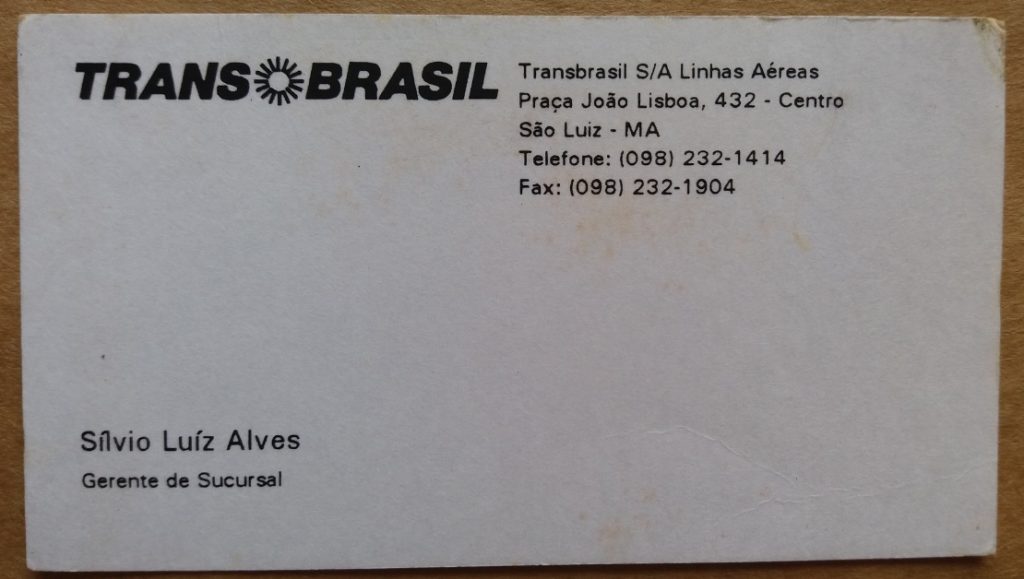 TRANSBRASIL
Transbrasil S/A Linhas Aéreas
Praça João Lisboa, 432 - Centro
São Luiz - MA
Telefone: (098) 232-1414
Fax: (098) 232-1904
Sílvio Luíz Alves
Gerente de Sucursal